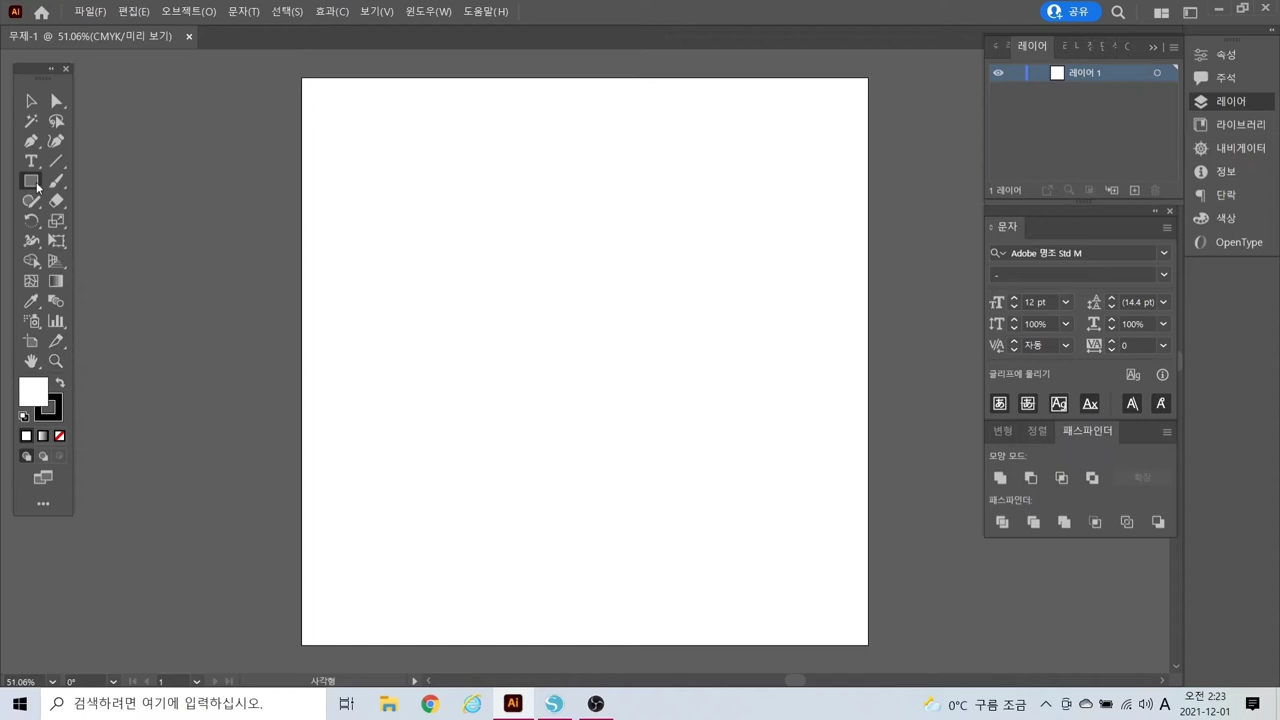 Ai 파일(F) 편집(E) 오브젝트(O) 문자(T) 선택(S) 효과(C) 보기(V) 윈도우(W) 도움말(H) 공유
무제-1 @ 51.06%(CMYK/미리 보기) ×
레이어
레이어 1
1 레이어
속성
주석
레이어
라이브러리
내비게이터
정보
단락
색상
OpenType
문자
Adobe 명조 Std M
-
12 pt (14.4 pt)
100% 100%
자동 0
글리프에 물리기
변형 정렬 패스파인더
모양 모드:
확장
패스파인더:
51.06% 0° 1 사각형
검색하려면 여기에 입력하십시오.
Ai
0°C 구름 조금
A
오전 2:23
2021-12-01